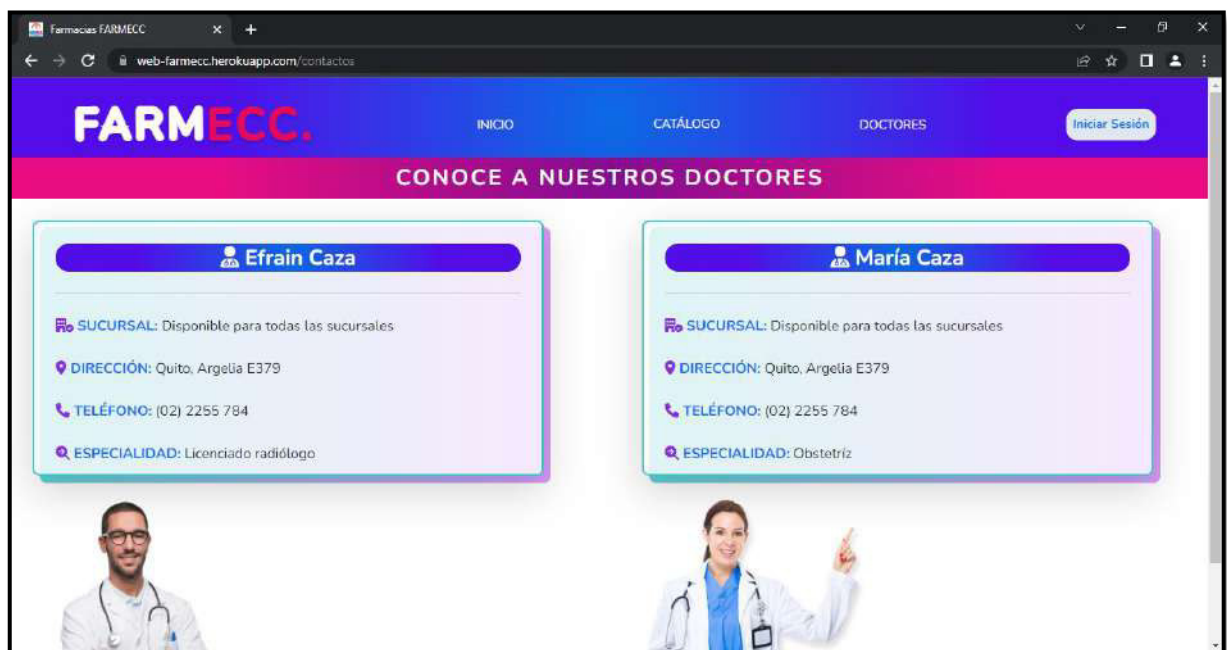 Farmacias FARMECC
web-farmecc.herokuapp.com/contactos
FARMECC.
INICIO
CATÁLOGO
DOCTORES
Iniciar Sesión
CONOCE A NUESTROS DOCTORES
Efrain Caza
SUCURSAL: Disponible para todas las sucursales
DIRECCIÓN: Quito, Argelia E379
TELÉFONO: (02) 2255 784
ESPECIALIDAD: Licenciado radiólogo
María Caza
SUCURSAL: Disponible para todas las sucursales
DIRECCIÓN: Quito, Argelia E379
TELÉFONO: (02) 2255 784
ESPECIALIDAD: Obstetríz